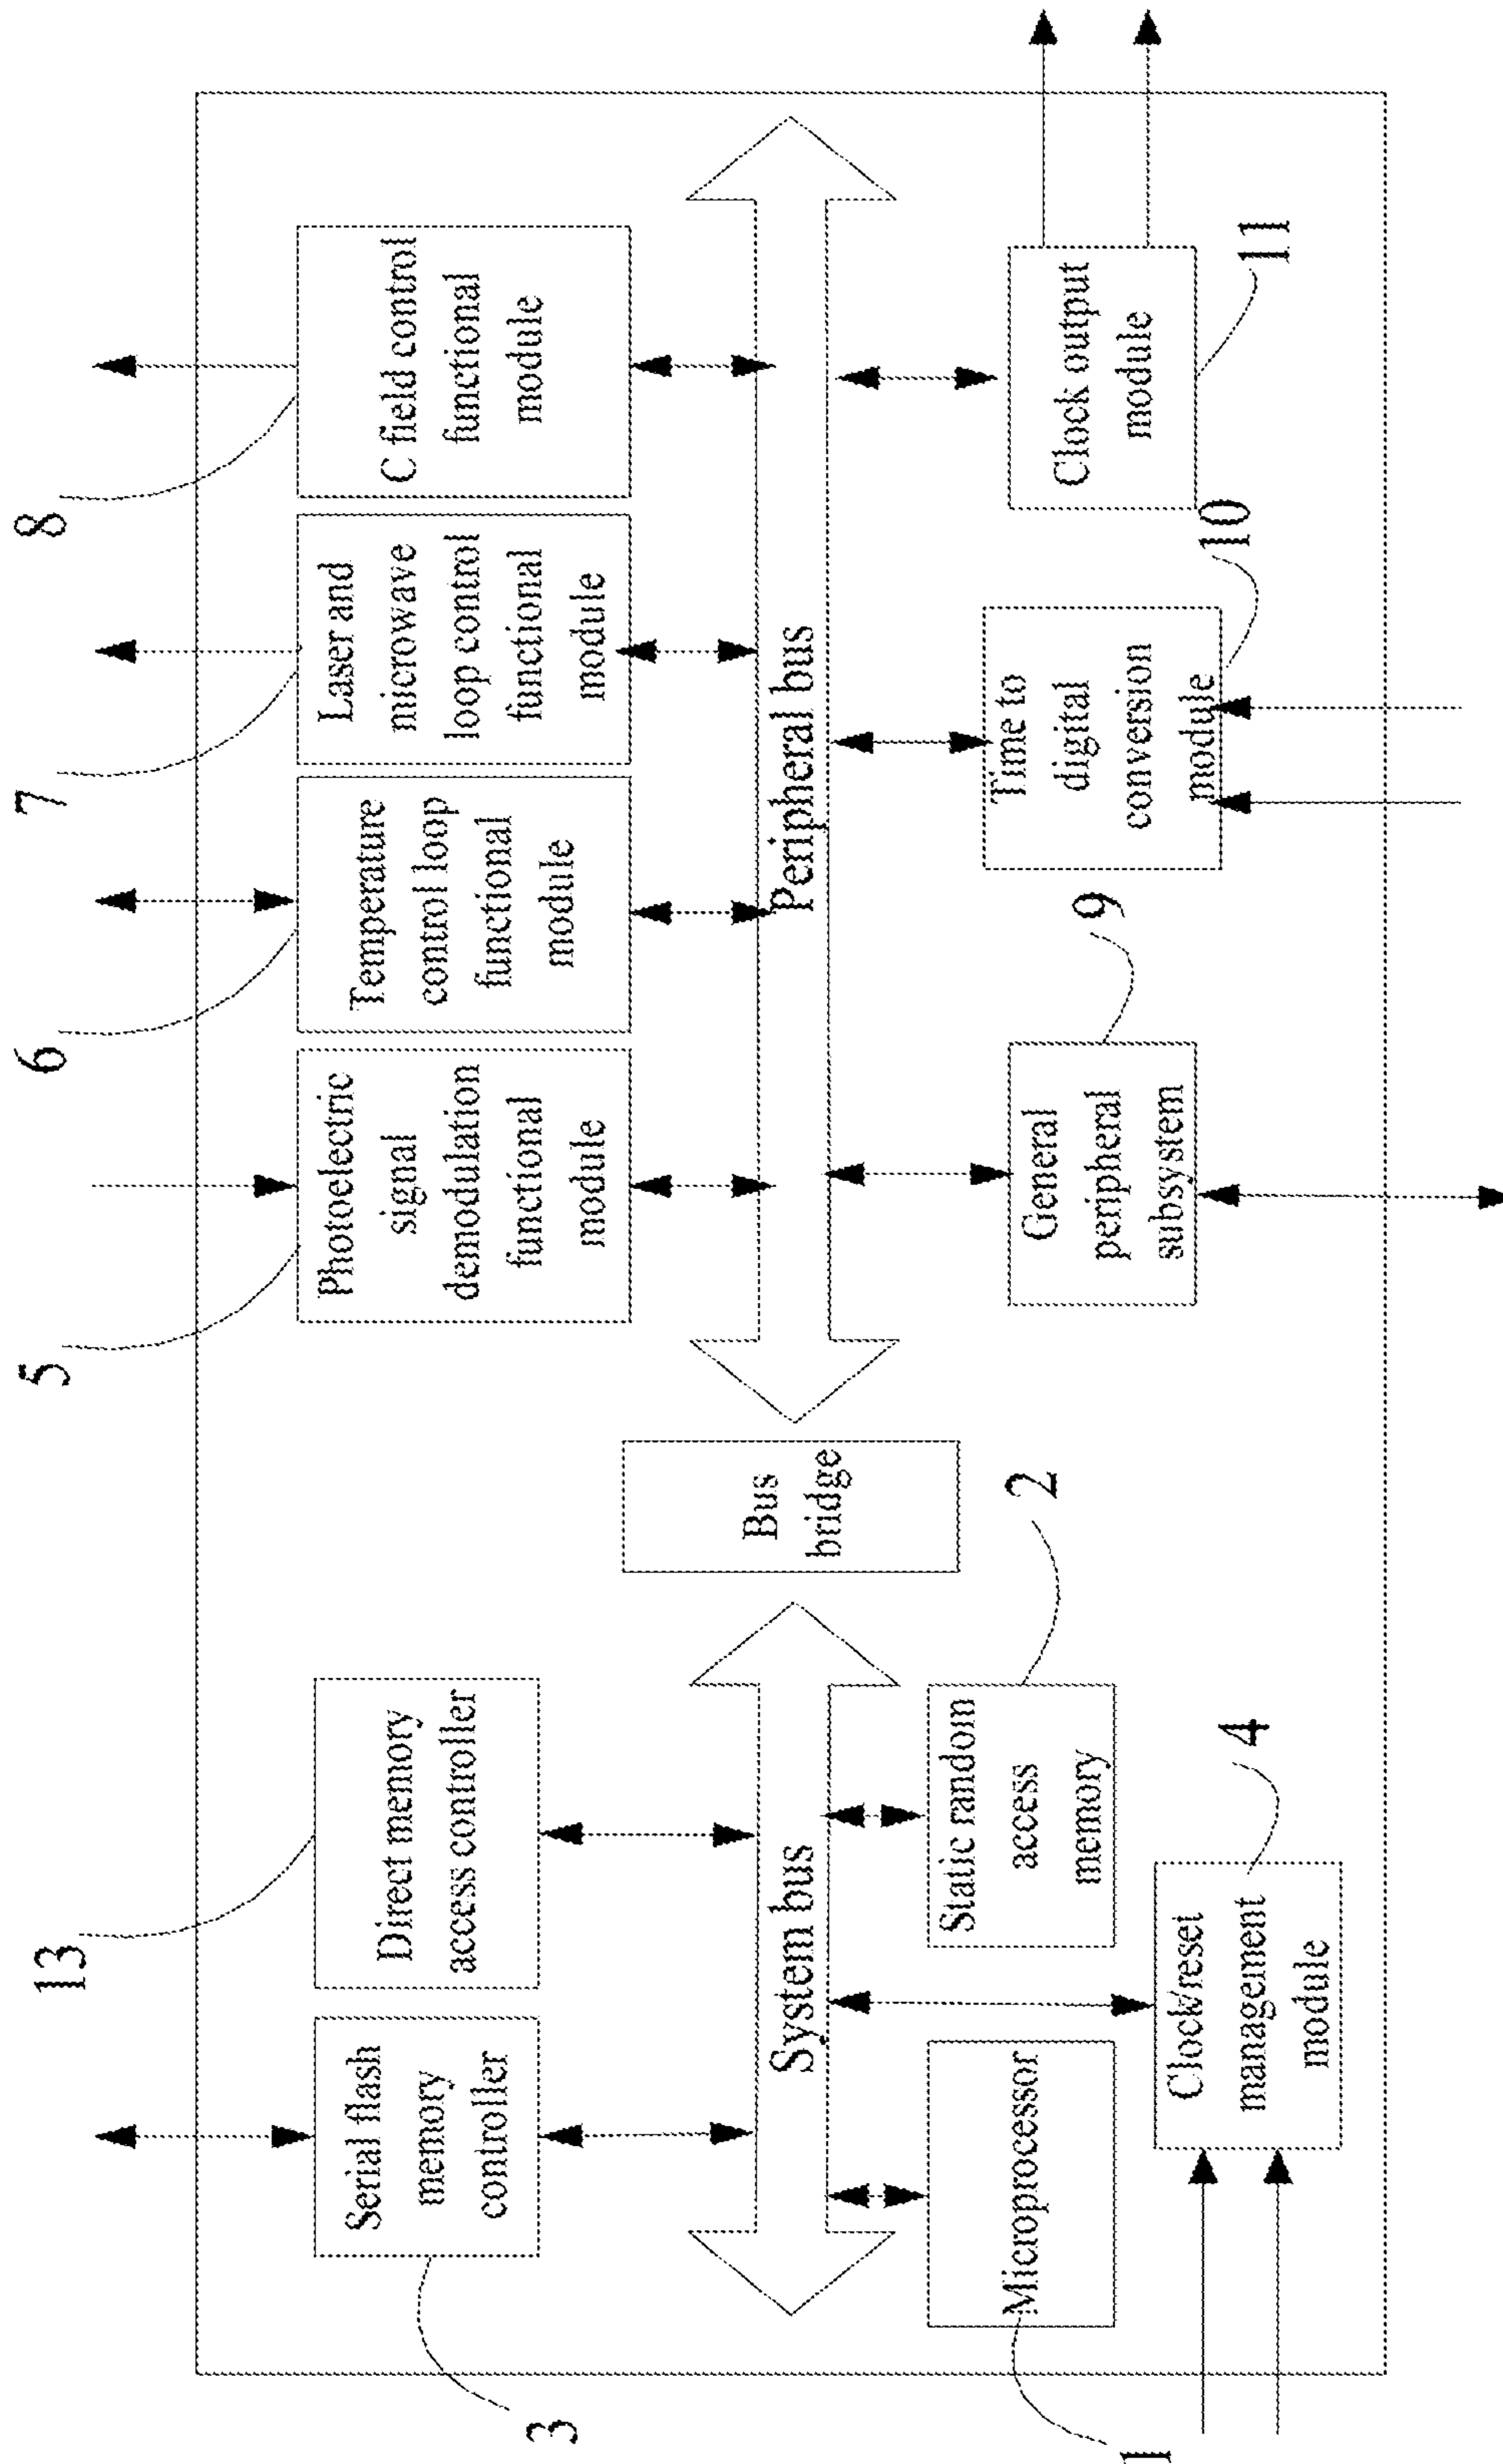 13
5
6
7
8
Serial flash
memory
controller
Direct memory
access controller
Photoelectric
signal
demodulation
functional
module
Temperature
control loop
functional
module
Laser and
microwave
loop control
functional
module
C field control
functional
module
3
System bus
Bus
bridge
Peripheral bus
Microprocessor
Static random
access
memory
2
General
peripheral
subsystem
9
Time to
digital
conversion
module
10
Clock output
module
11
1
Clock/reset
management
module
4